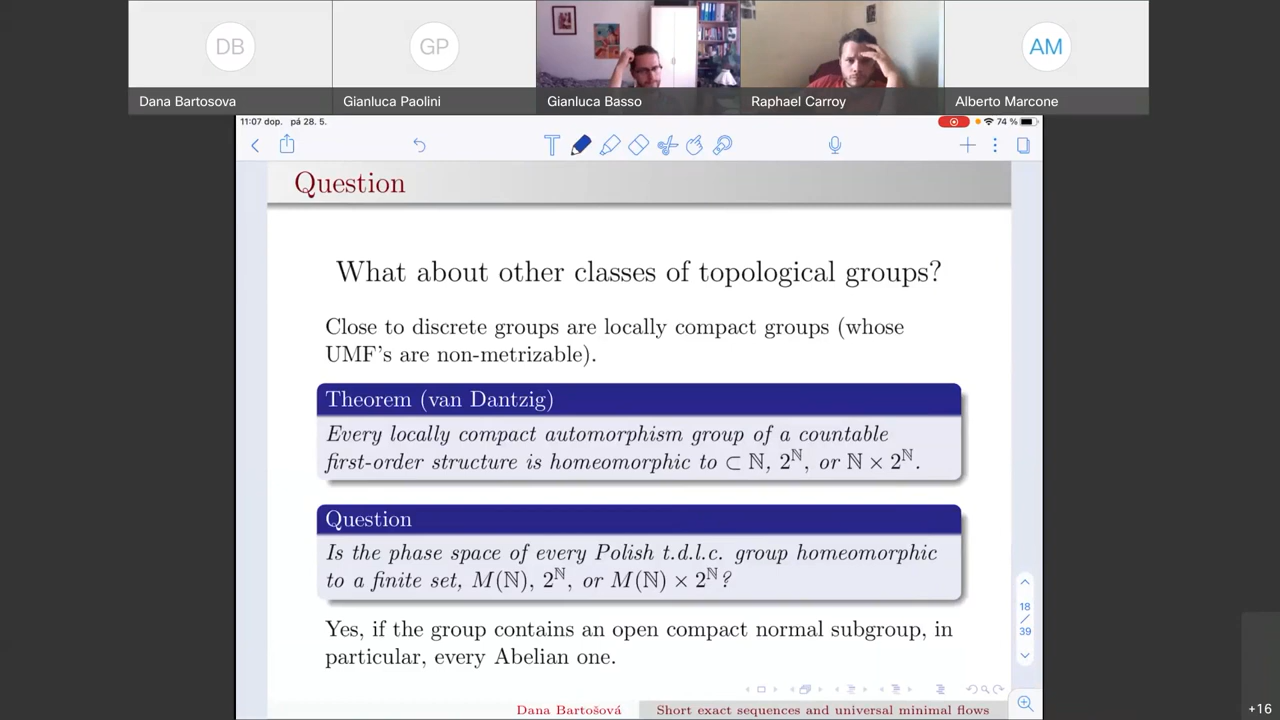 DB
GP
AM
Dana Bartosova
Gianluca Paolini
Gianluca Basso
Raphael Carroy
Alberto Marcone
11:07 dop. pá 28. 5.
74 %
Question
What about other classes of topological groups?
Close to discrete groups are locally compact groups (whose
UMF's are non-metrizable).
Theorem (van Dantzig)
Every locally compact automorphism group of a countable
first-order structure is homeomorphic to ⊂ ℕ, 2^ℕ, or ℕ × 2^ℕ.
Question
Is the phase space of every Polish t.d.l.c. group homeomorphic
to a finite set, M(ℕ), 2^ℕ, or M(ℕ) × 2^ℕ?
Yes, if the group contains an open compact normal subgroup, in
particular, every Abelian one.
18
/
39
Dana Bartošová
Short exact sequences and universal minimal flows
+16